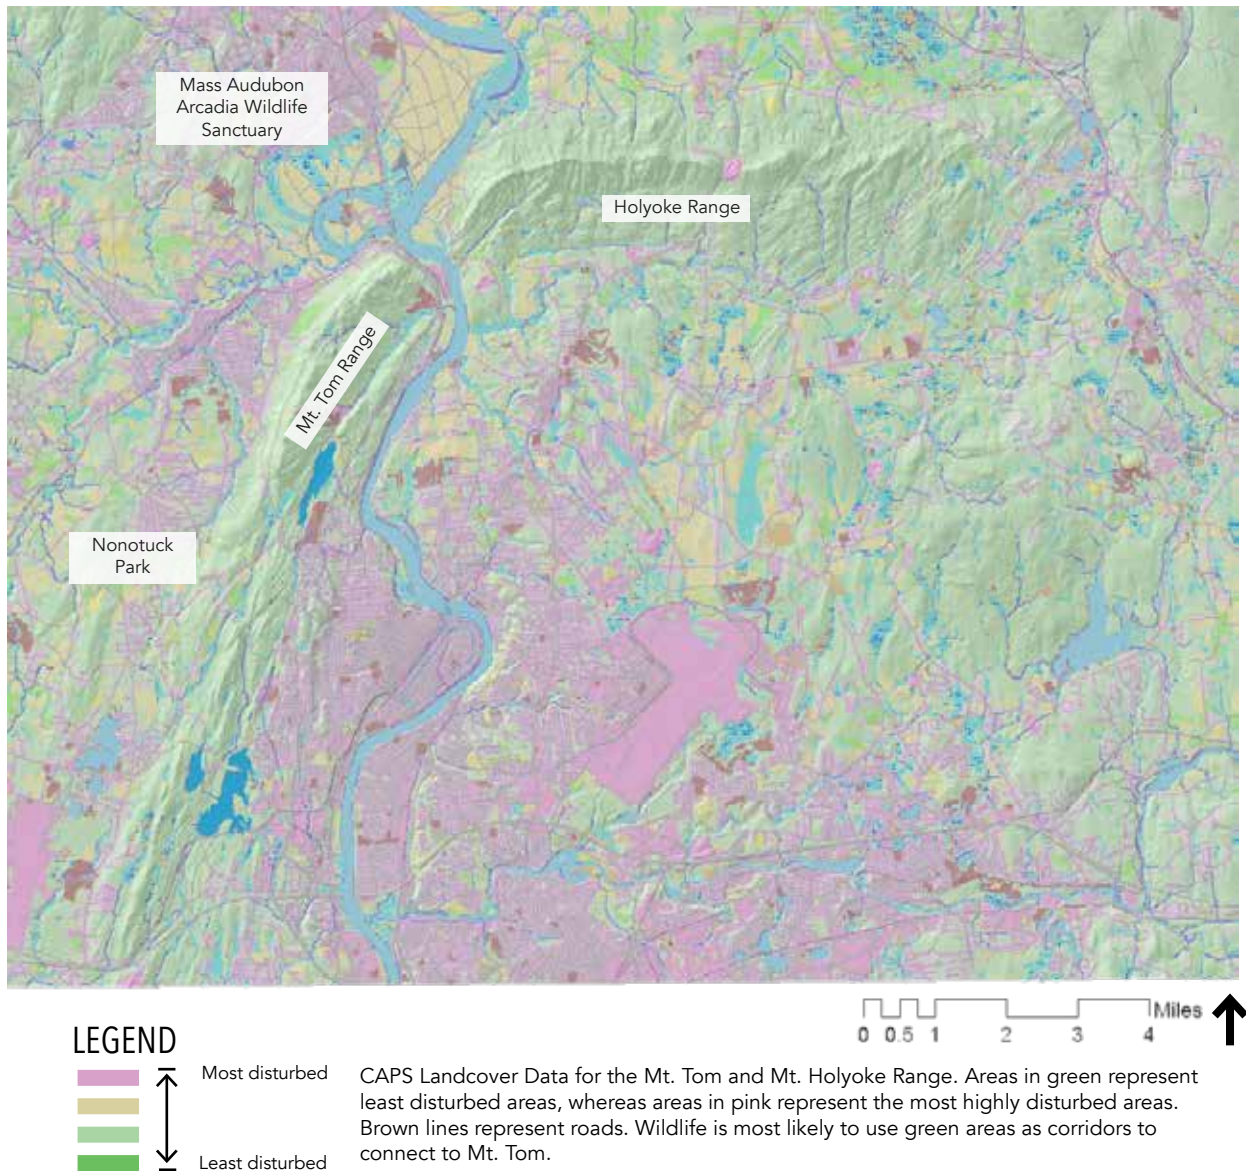 Mass Audubon
Arcadia Wildlife
Sanctuary
Holyoke Range
Mt. Tom Range
Nonotuck
Park
Miles
0 0.5 1 2 3 4
LEGEND
Most disturbed
Least disturbed
CAPS Landcover Data for the Mt. Tom and Mt. Holyoke Range. Areas in green represent
least disturbed areas, whereas areas in pink represent the most highly disturbed areas.
Brown lines represent roads. Wildlife is most likely to use green areas as corridors to
connect to Mt. Tom.